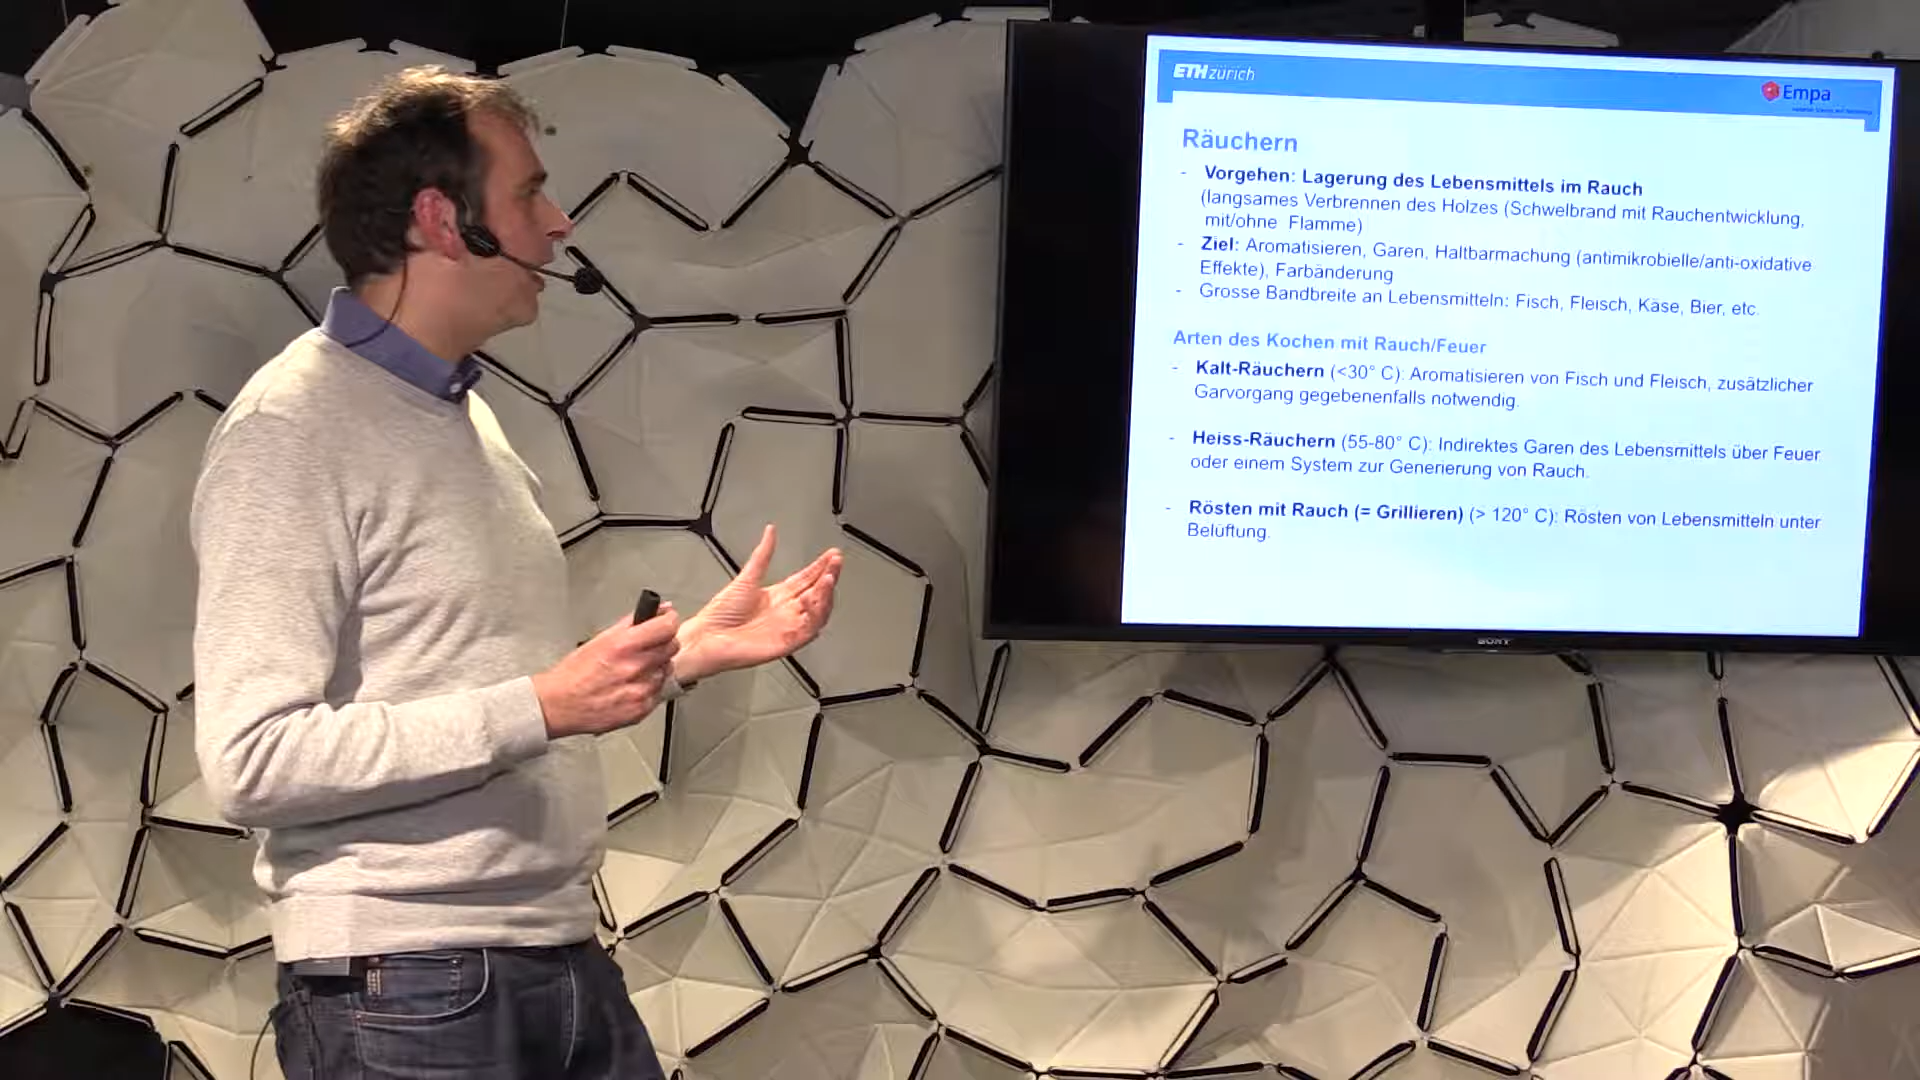 ETH zürich
Empa
Räuchern
- Vorgehen: Lagerung des Lebensmittels im Rauch
(langsames Verbrennen des Holzes (Schwelbrand mit Rauchentwicklung,
mit/ohne Flamme)
- Ziel: Aromatisieren, Garen, Haltbarmachung (antimikrobielle/anti-oxidative
Effekte), Farbänderung
- Grosse Bandbreite an Lebensmitteln: Fisch, Fleisch, Käse, Bier, etc.
Arten des Kochen mit Rauch/Feuer
- Kalt-Räuchern (<30° C): Aromatisieren von Fisch und Fleisch, zusätzlicher
Garvorgang gegebenenfalls notwendig.
- Heiss-Räuchern (55-80° C): Indirektes Garen des Lebensmittels über Feuer
oder einem System zur Generierung von Rauch.
- Rösten mit Rauch (= Grillieren) (> 120° C): Rösten von Lebensmitteln unter
Belüftung.
SONY